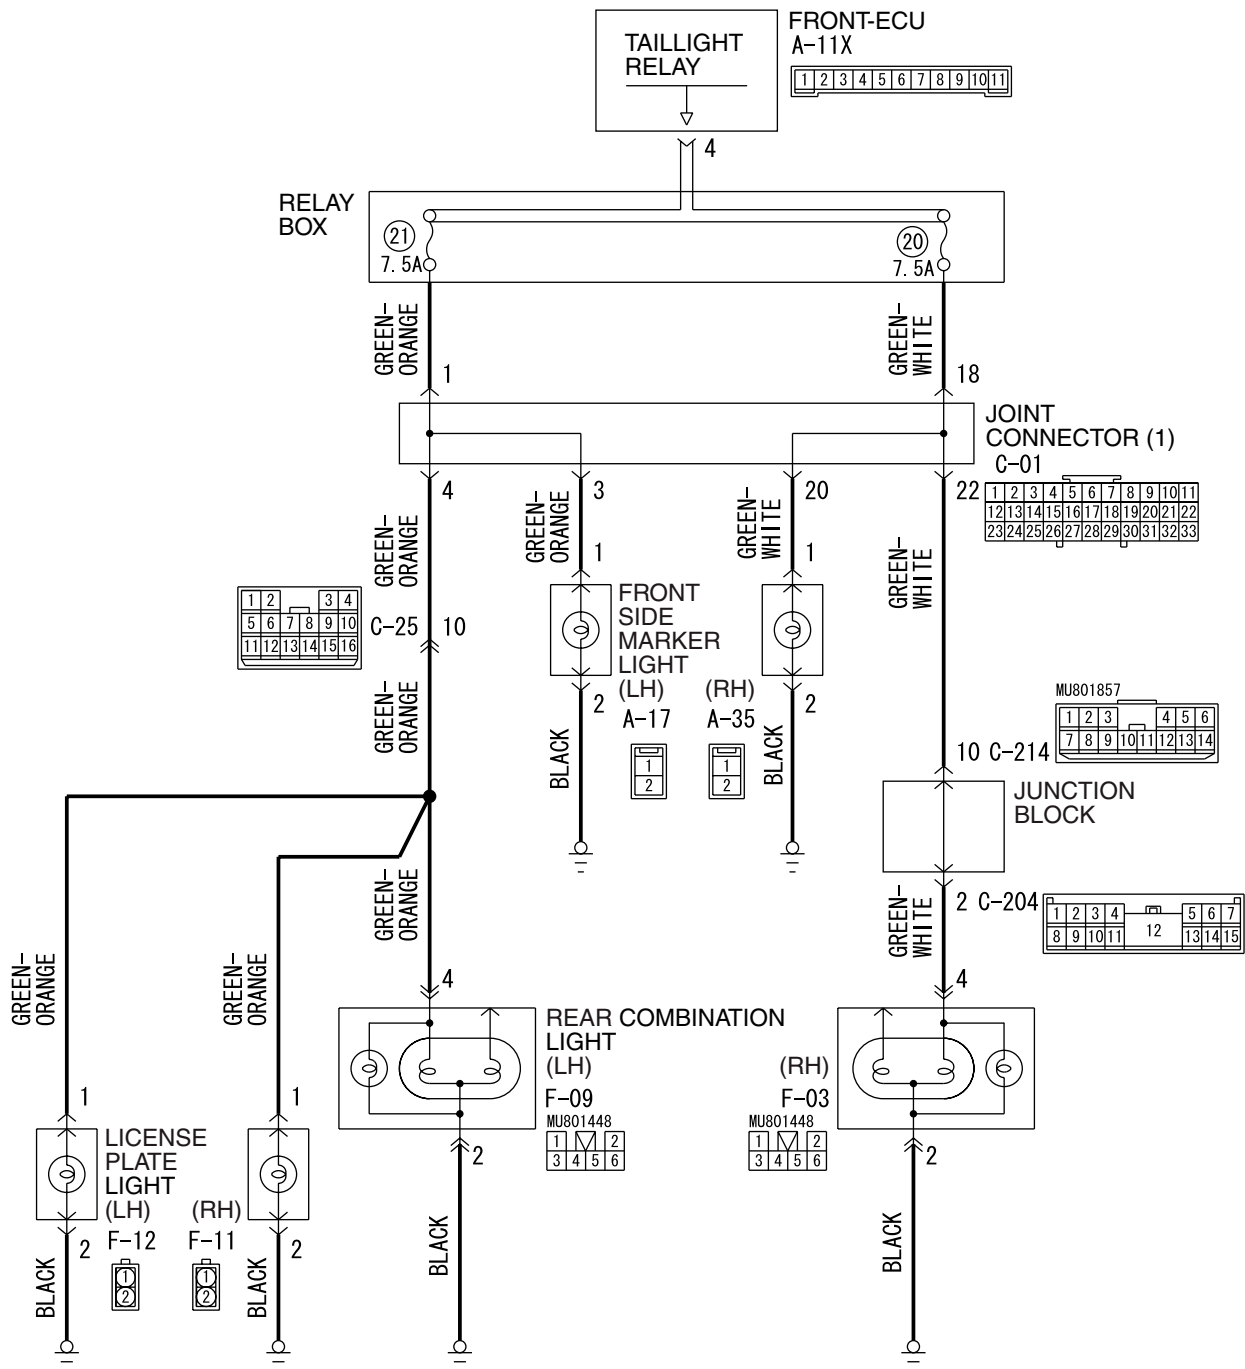 FRONT-ECU
A-11X
TAILLIGHT
RELAY
1 2 3 4 5 6 7 8 9 10 11
4
RELAY
BOX
21
7.5A
20
7.5A
GREEN-
ORANGE
GREEN-
WHITE
1
18
JOINT
CONNECTOR (1)
C-01
4
3
20
22
1 2 3 4 5 6 7 8 9 10 11
12 13 14 15 16 17 18 19 20 21 22
23 24 25 26 27 28 29 30 31 32 33
GREEN-
ORANGE
GREEN-
ORANGE
GREEN-
WHITE
GREEN-
WHITE
1
1
1 2 3 4
5 6 7 8 9 10
11 12 13 14 15 16
C-25
10
FRONT
SIDE
MARKER
LIGHT
(LH)
(RH)
A-17
A-35
2
2
1
2
1
2
GREEN-
ORANGE
BLACK
BLACK
MU801857
1 2 3 4 5 6
7 8 9 10 11 12 13 14
10 C-214
JUNCTION
BLOCK
GREEN-
ORANGE
GREEN-
WHITE
2 C-204
1 2 3 4 5 6 7
8 9 10 11 12 13 14 15
GREEN-
ORANGE
GREEN-
ORANGE
4
4
REAR COMBINATION
LIGHT
(LH)
(RH)
F-09
F-03
MU801448
MU801448
1 2
3 4 5 6
1 2
3 4 5 6
1
1
2
2
LICENSE
PLATE
LIGHT
(LH)
(RH)
F-12
F-11
2
2
1
2
1
2
BLACK
BLACK
BLACK
BLACK